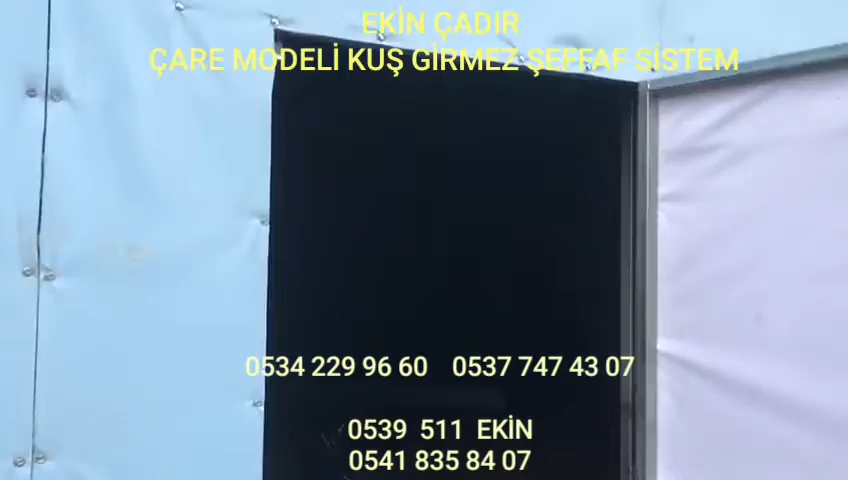 EKİN ÇADIR
ÇARE MODELİ KUŞ GİRMEZ ŞEFFAF SİSTEM
0534 229 96 60 0537 747 43 07
0539 511 EKİN
0541 835 84 07